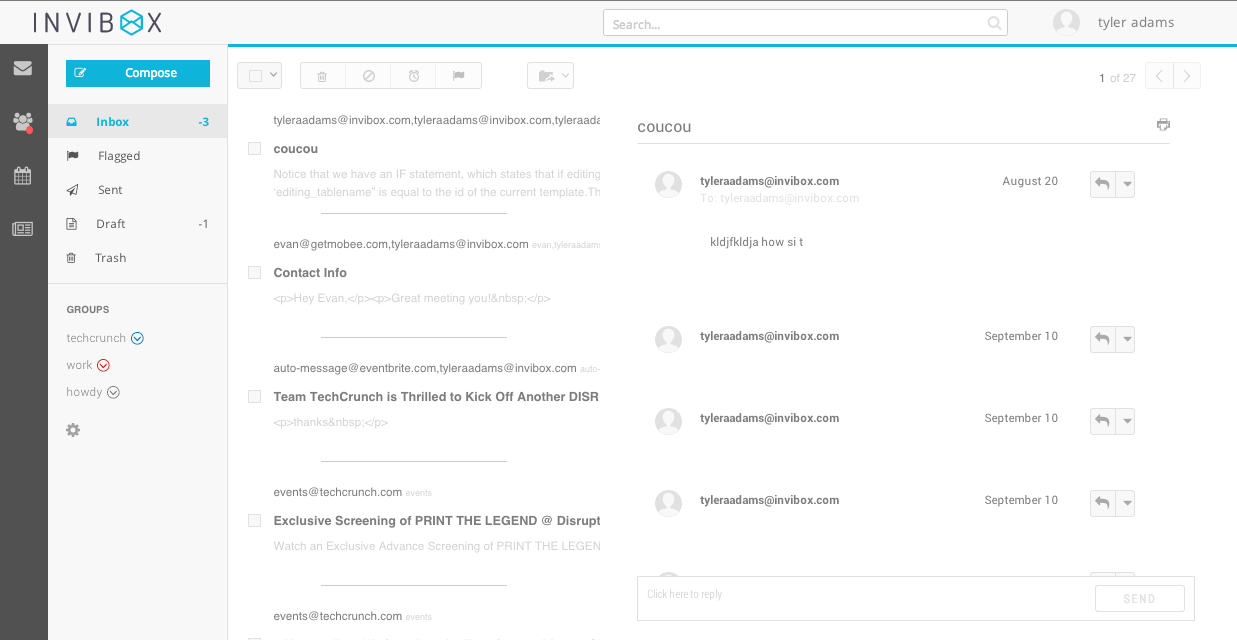 INVIBOX
Search...
tyler adams
Compose
Inbox -3
Flagged
Sent
Draft -1
Trash
GROUPS
techcrunch
work
howdy
1 of 27
tyleraadams@invibox.com,tyleraadams@invibox.com,tyleraada
coucou
Notice that we have an IF statement, which states that if editing
'editing_tablename" is equal to the id of the current template.Th
evan@getmobee.com,tyleraadams@invibox.com evan,tyleraadams
Contact Info
<p>Hey Evan,</p><p>Great meeting you!&nbsp;</p>
auto-message@eventbrite.com,tyleraadams@invibox.com auto-
Team TechCrunch is Thrilled to Kick Off Another DISR
<p>thanks&nbsp;</p>
events@techcrunch.com events
Exclusive Screening of PRINT THE LEGEND @ Disrupt
Watch an Exclusive Advance Screening of PRINT THE LEGEN
events@techcrunch.com events
coucou
tyleraadams@invibox.com August 20
To: tyleraadams@invibox.com
kldjfkldja how si t
tyleraadams@invibox.com September 10
tyleraadams@invibox.com September 10
tyleraadams@invibox.com September 10
Click here to reply
SEND